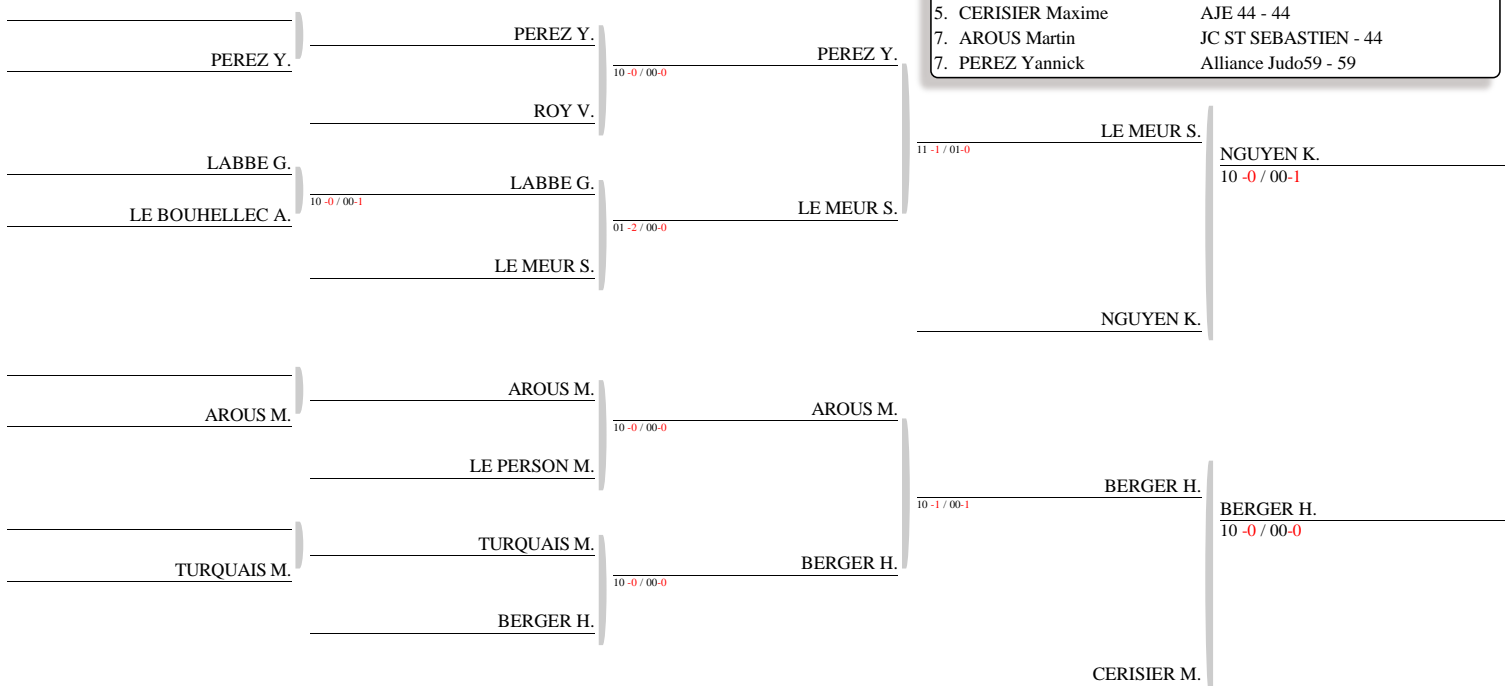 5. CERISIER Maxime AJE 44 - 44
7. AROUS Martin JC ST SEBASTIEN - 44
7. PEREZ Yannick Alliance Judo59 - 59
PEREZ Y.
LABBE G.
LE BOUHELLEC A.
AROUS M.
TURQUAIS M.
PEREZ Y.
ROY V.
LABBE G.
10 -0 / 00-1
LE MEUR S.
AROUS M.
LE PERSON M.
TURQUAIS M.
BERGER H.
PEREZ Y.
10 -0 / 00-0
LE MEUR S.
01 -2 / 00-0
AROUS M.
10 -0 / 00-0
BERGER H.
10 -0 / 00-0
LE MEUR S.
11 -1 / 01-0
NGUYEN K.
BERGER H.
10 -1 / 00-1
CERISIER M.
NGUYEN K.
10 -0 / 00-1
BERGER H.
10 -0 / 00-0